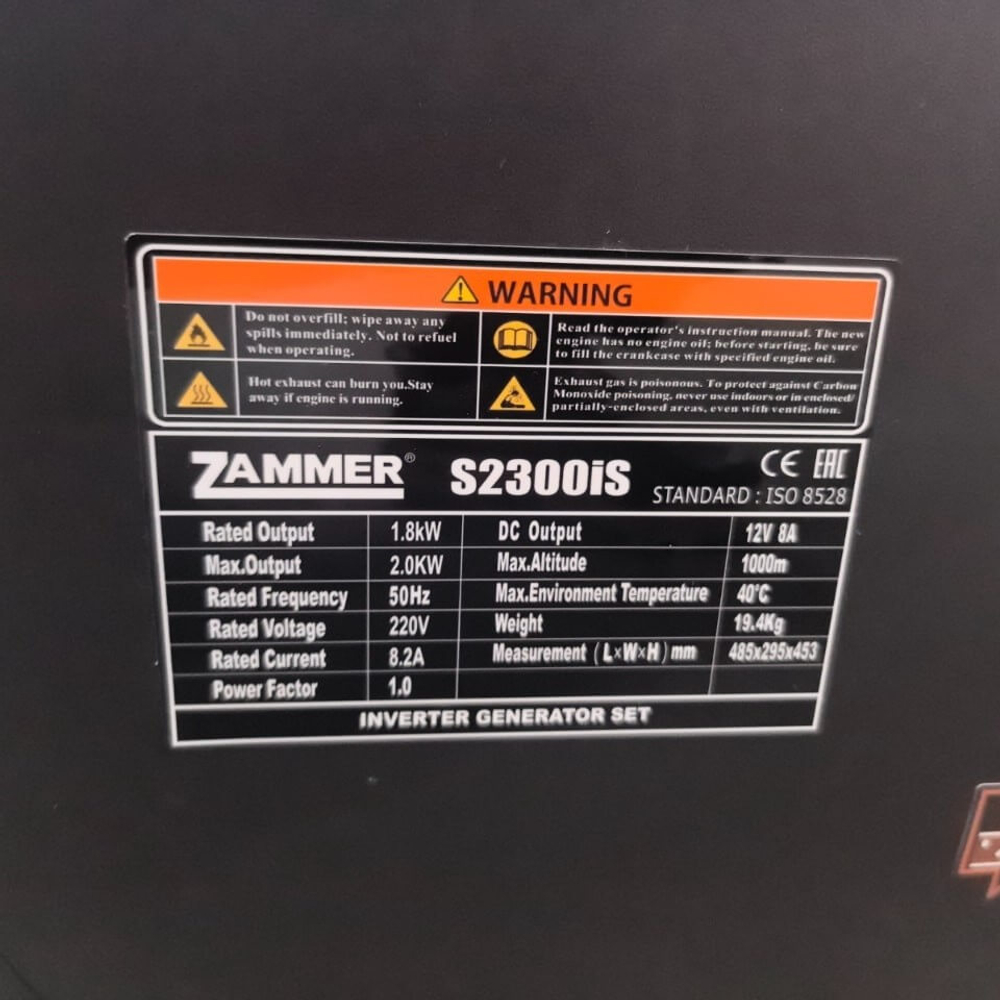 WARNING
Do not overfill; wipe away any
spills immediately. Not to refuel
when operating.
Read the operator's instruction manual. The new
engine has no engine oil; before starting, be sure
to fill the crankcase with specified engine oil.
Hot exhaust can burn you.Stay
away if engine is running.
Exhaust gas is poisonous. To protect against Carbon
Monoxide poisoning, never use indoors or in enclosed/
partially-enclosed areas, even with ventilation.
ZAMMER® S2300iS CE EAC
STANDARD : ISO 8528
Rated Output 1.8kW DC Output 12V 8A
Max.Output 2.0KW Max.Altitude 1000m
Rated Frequency 50Hz Max.Environment Temperature 40°C
Rated Voltage 220V Weight 19.4Kg
Rated Current 8.2A Measurement (L×W×H) mm 485x295x453
Power Factor 1.0
INVERTER GENERATOR SET